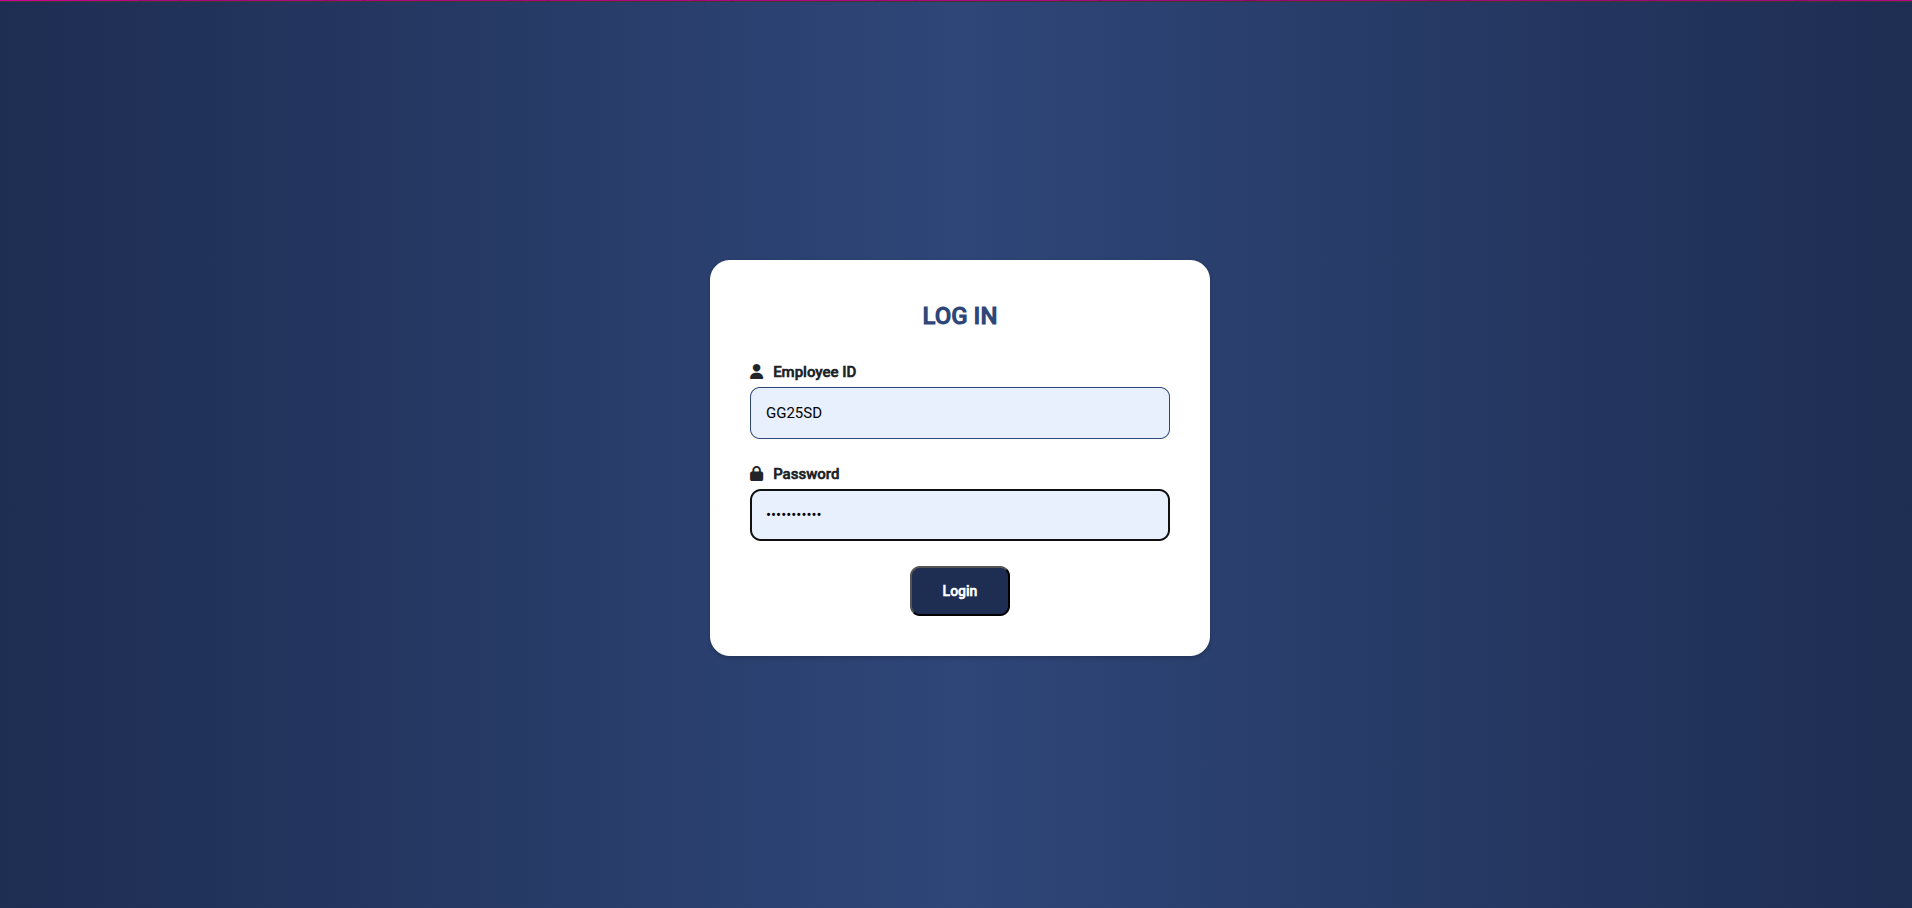 LOG IN
Employee ID
GG25SD
Password
•••••••••••
Login